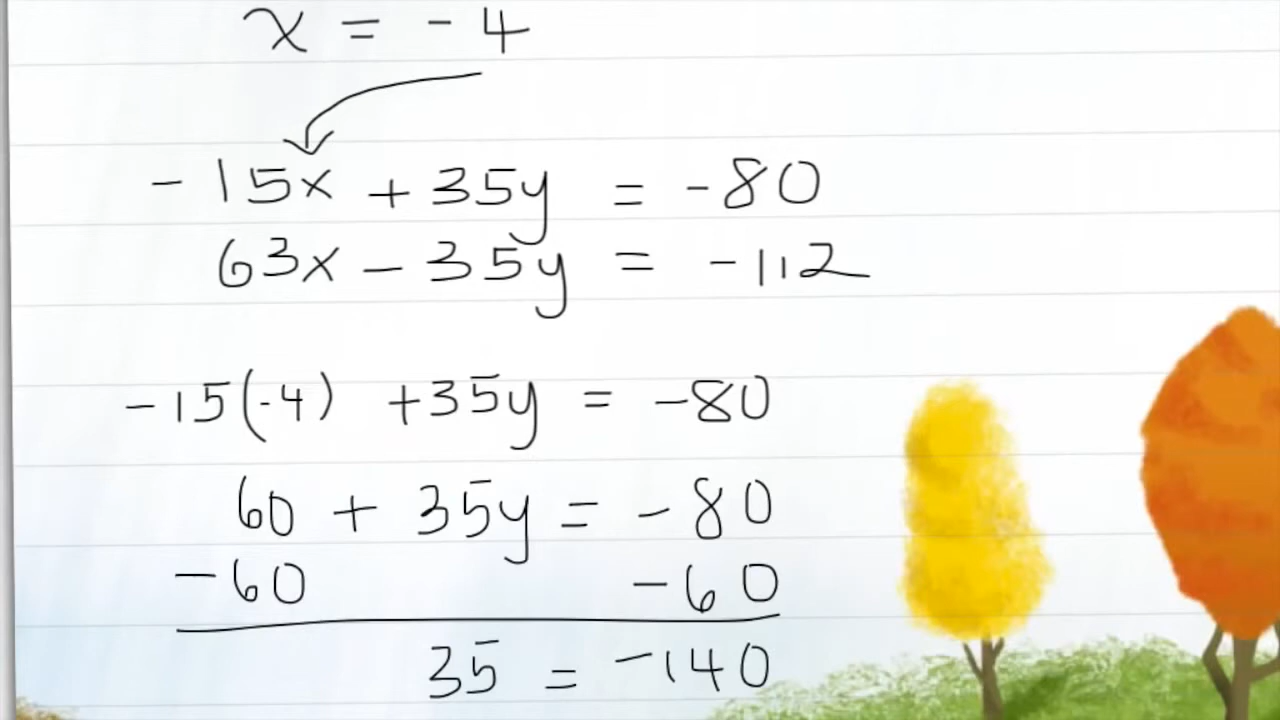 x = -4
-15x + 35y = -80
63x - 35y = -112
-15(-4) +35y = -80
60 + 35y = -80
-60 -60
35 = -140